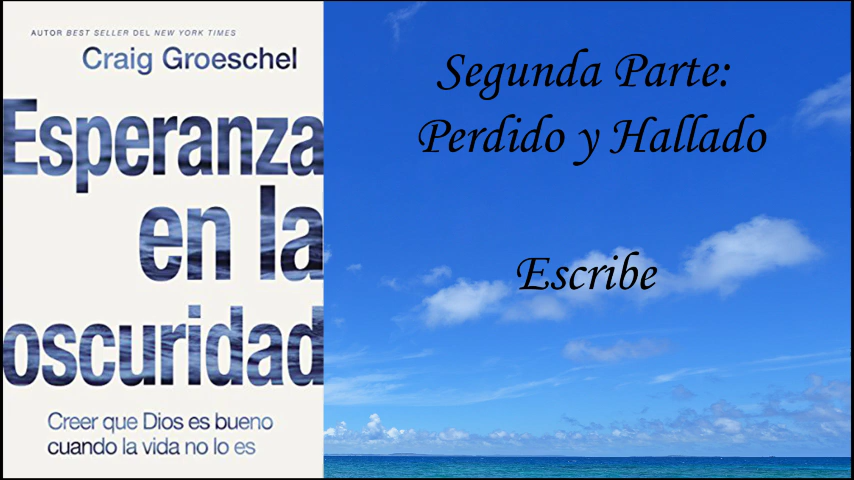 AUTOR BEST SELLER DEL NEW YORK TIMES
Craig Groeschel
Esperanza
en la
oscuridad
Creer que Dios es bueno
cuando la vida no lo es
Segunda Parte:
Perdido y Hallado
Escribe